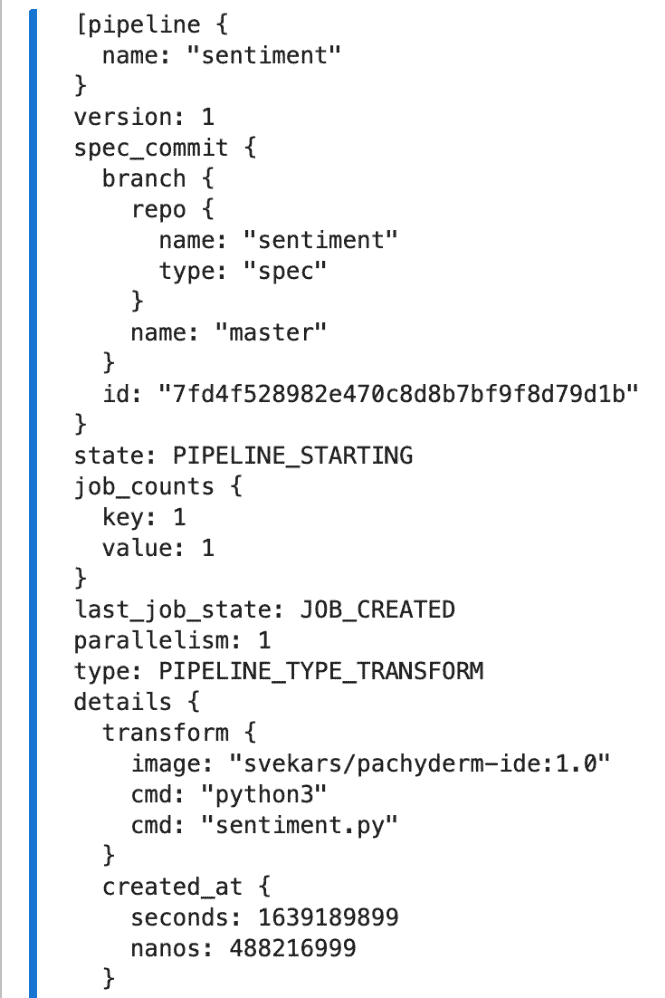 [pipeline {
  name: "sentiment"
}
version: 1
spec_commit {
  branch {
    repo {
      name: "sentiment"
      type: "spec"
    }
    name: "master"
  }
  id: "7fd4f528982e470c8d8b7bf9f8d79d1b"
}
state: PIPELINE_STARTING
job_counts {
  key: 1
  value: 1
}
last_job_state: JOB_CREATED
parallelism: 1
type: PIPELINE_TYPE_TRANSFORM
details {
  transform {
    image: "svekars/pachyderm-ide:1.0"
    cmd: "python3"
    cmd: "sentiment.py"
  }
  created_at {
    seconds: 1639189899
    nanos: 488216999
  }